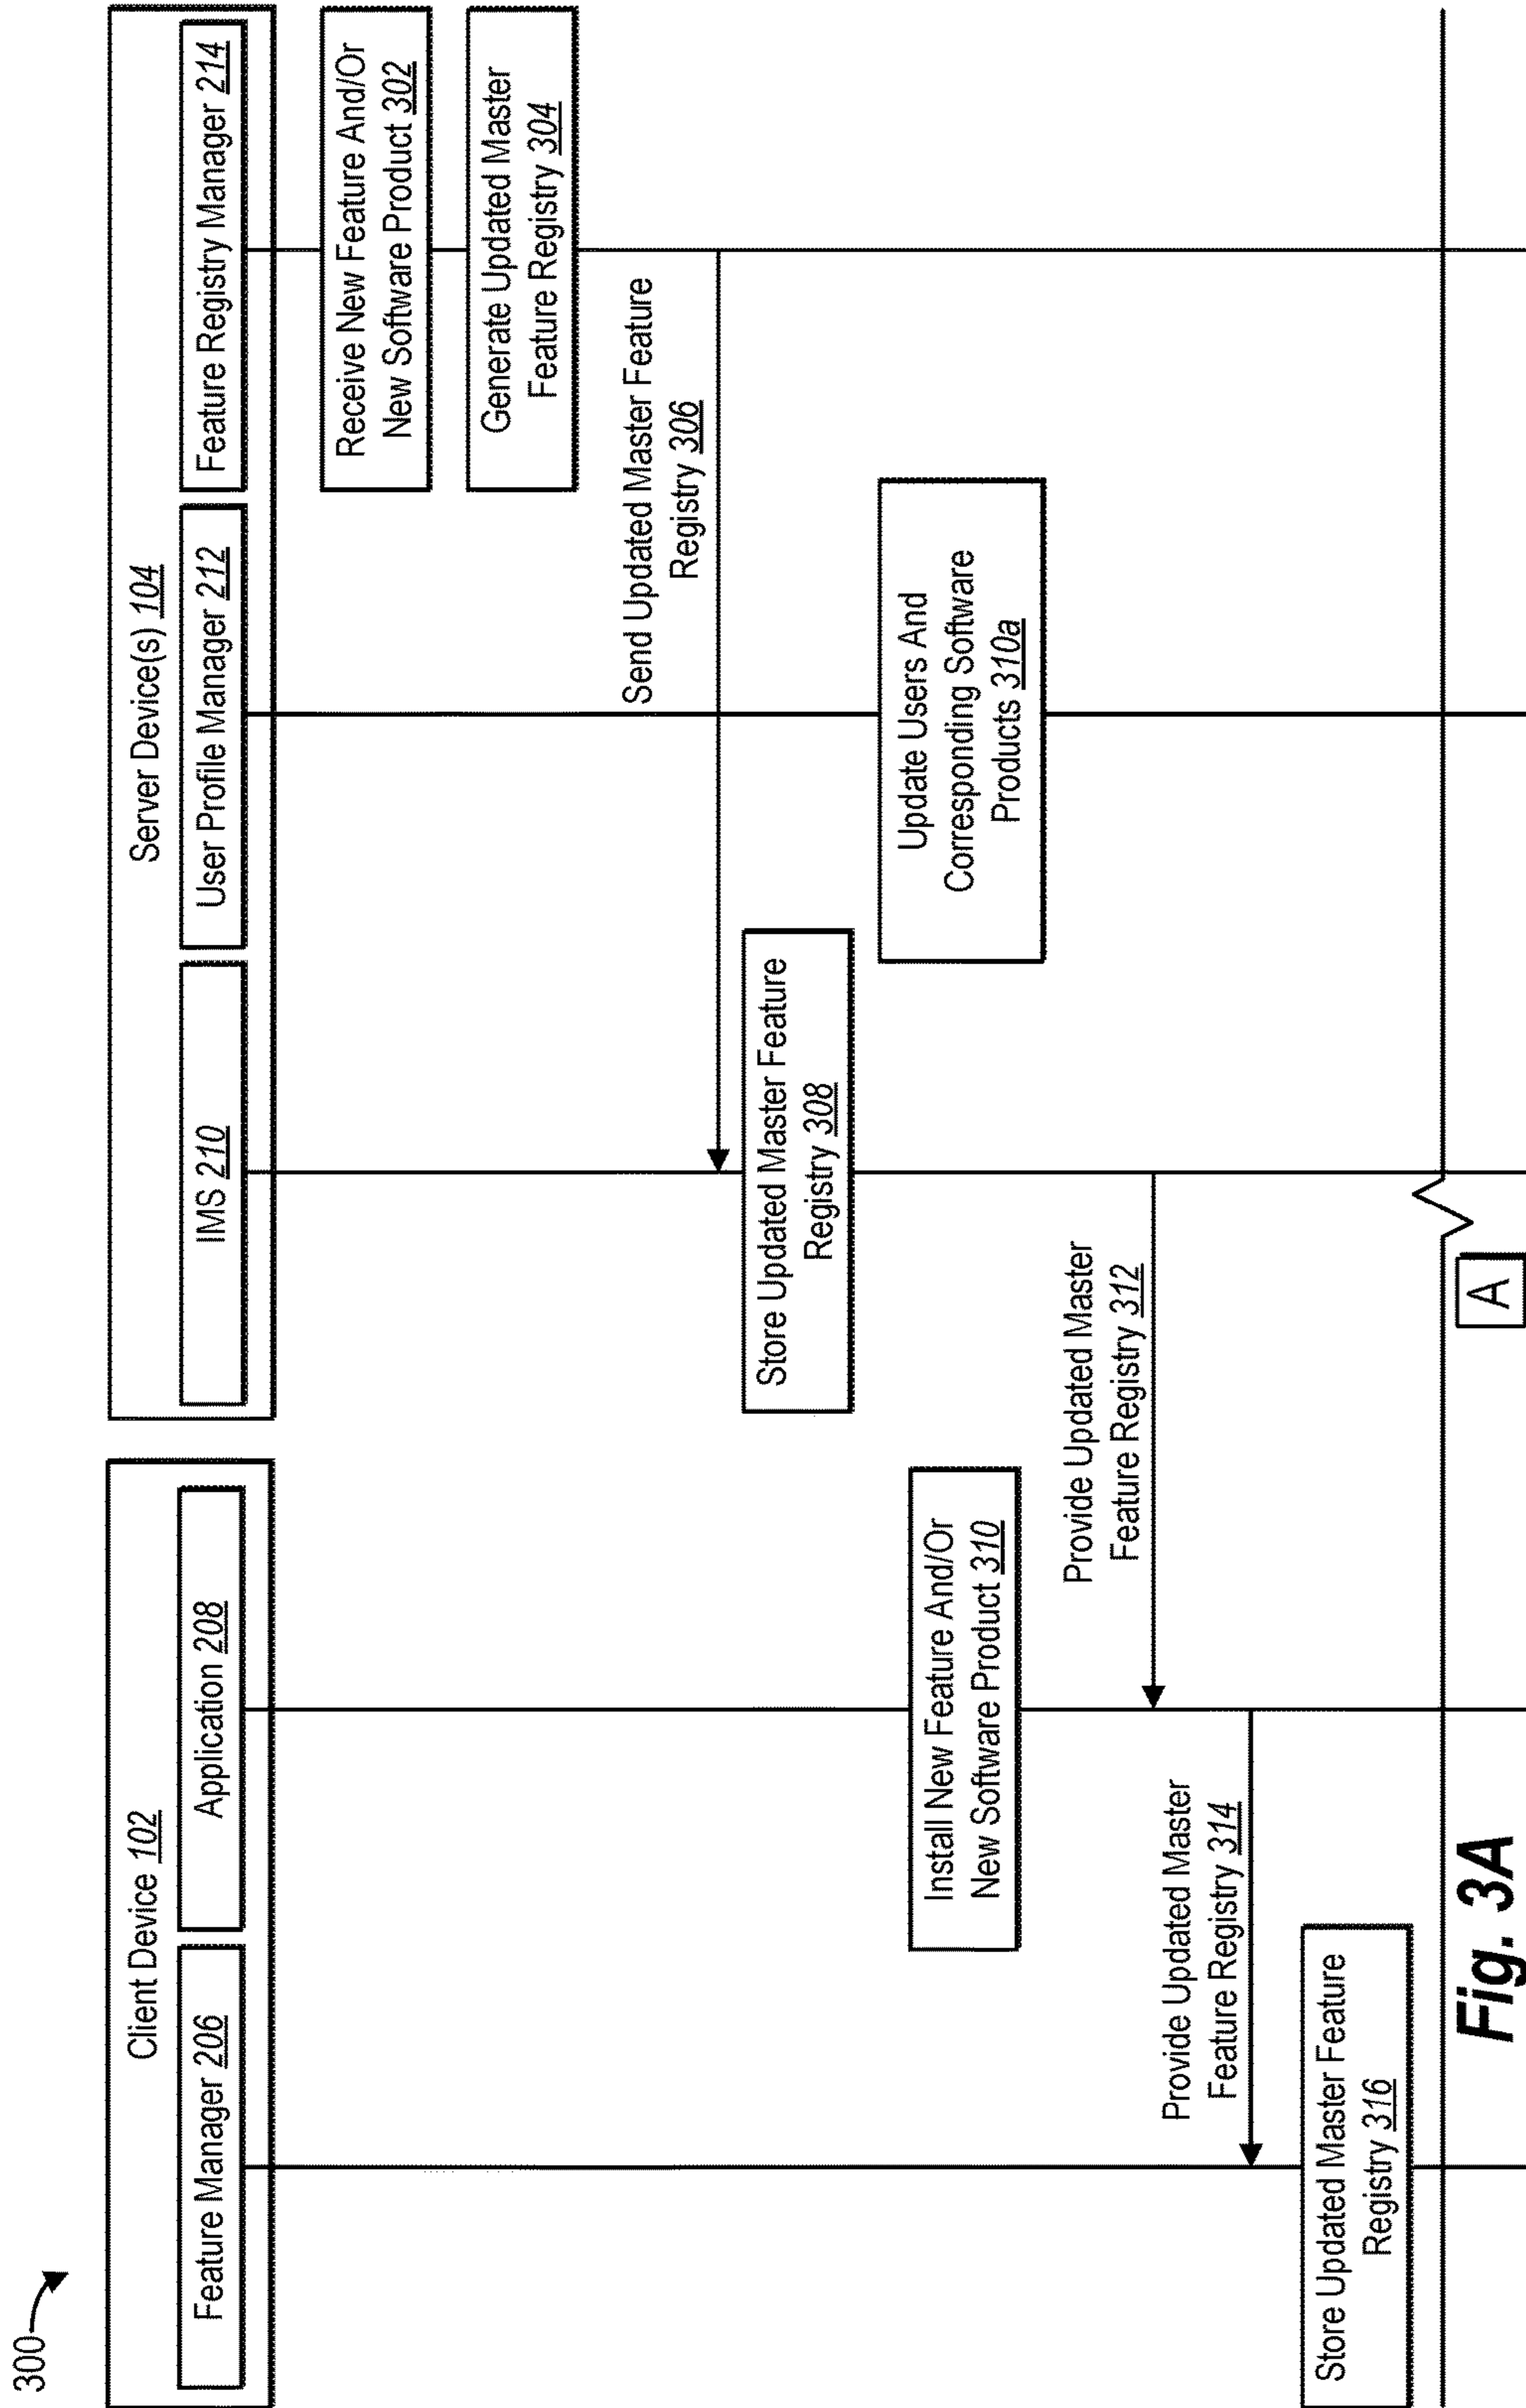 300
Client Device 102
Server Device(s) 104
Feature Manager 206
Application 208
IMS 210
User Profile Manager 212
Feature Registry Manager 214
Receive New Feature And/Or
New Software Product 302
Generate Updated Master
Feature Registry 304
Send Updated Master Feature
Registry 306
Store Updated Master Feature
Registry 308
Update Users And
Corresponding Software
Products 310a
Install New Feature And/Or
New Software Product 310
Provide Updated Master
Feature Registry 312
Provide Updated Master
Feature Registry 314
Store Updated Master Feature
Registry 316
A
Fig. 3A